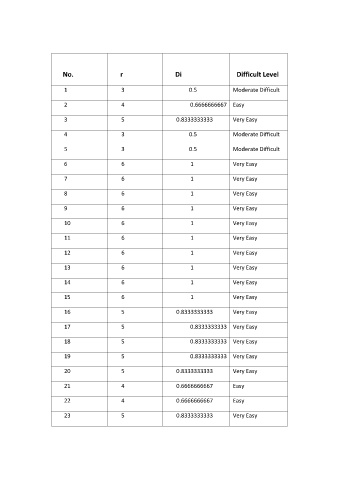 No. r Di Difficult Level
1 3 0.5 Moderate Difficult
2 4 0.6666666667 Easy
3 5 0.8333333333 Very Easy
4 3 0.5 Moderate Difficult
5 3 0.5 Moderate Difficult
6 6 1 Very Easy
7 6 1 Very Easy
8 6 1 Very Easy
9 6 1 Very Easy
10 6 1 Very Easy
11 6 1 Very Easy
12 6 1 Very Easy
13 6 1 Very Easy
14 6 1 Very Easy
15 6 1 Very Easy
16 5 0.8333333333 Very Easy
17 5 0.8333333333 Very Easy
18 5 0.8333333333 Very Easy
19 5 0.8333333333 Very Easy
20 5 0.8333333333 Very Easy
21 4 0.6666666667 Easy
22 4 0.6666666667 Easy
23 5 0.8333333333 Very Easy